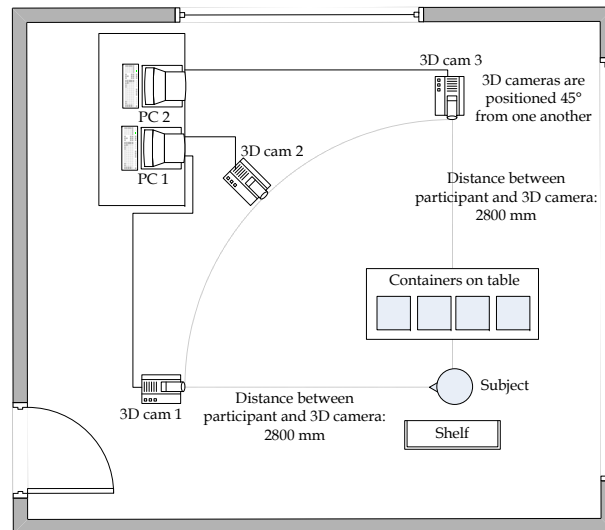 3D cam 3
3D cameras are
positioned 45°
from one another
PC 2
3D cam 2
PC 1
Distance between
participant and 3D camera:
2800 mm
Containers on table
Subject
3D cam 1
Distance between
participant and 3D camera:
2800 mm
Shelf